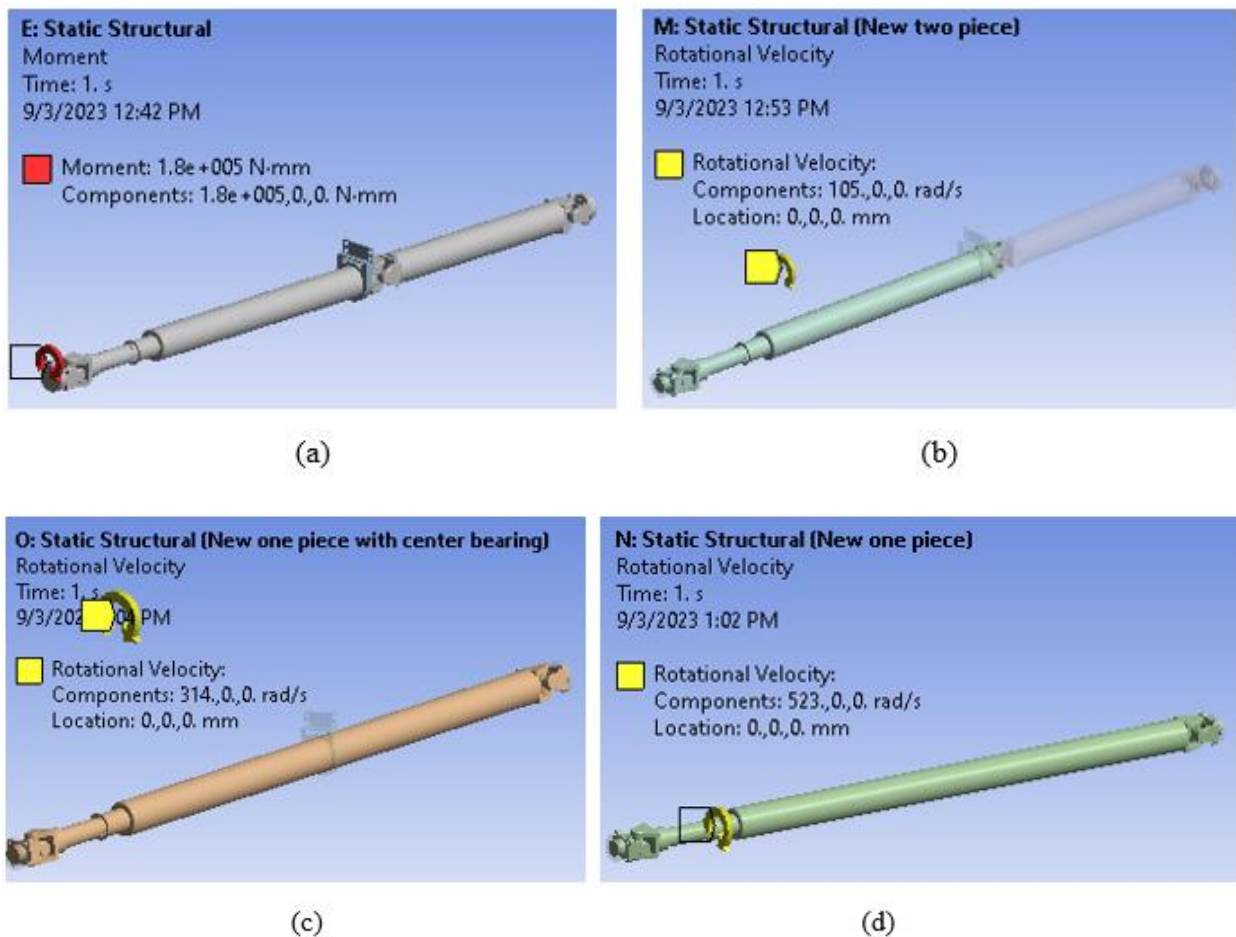 E: Static Structural
Moment
Time: 1. s
9/3/2023 12:42 PM
Moment: 1.8e+005 N·mm
Components: 1.8e+005,0.,0. N·mm
(a)
M: Static Structural (New two piece)
Rotational Velocity
Time: 1. s
9/3/2023 12:53 PM
Rotational Velocity:
Components: 105.,0.,0. rad/s
Location: 0.,0.,0. mm
(b)
O: Static Structural (New one piece with center bearing)
Rotational Velocity
Time: 1. s
PM
Rotational Velocity:
Components: 314.,0.,0. rad/s
Location: 0.,0.,0. mm
(c)
N: Static Structural (New one piece)
Rotational Velocity
Time: 1. s
9/3/2023 1:02 PM
Rotational Velocity:
Components: 523.,0.,0. rad/s
Location: 0.,0.,0. mm
(d)